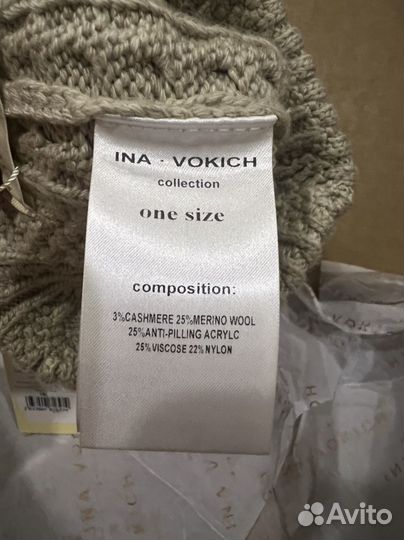 INA · VOKICH
collection
one size
composition:
3%CASHMERE 25%MERINO WOOL
25%ANTI-PILLING ACRYLC
25%VISCOSE 22%NYLON
Avito